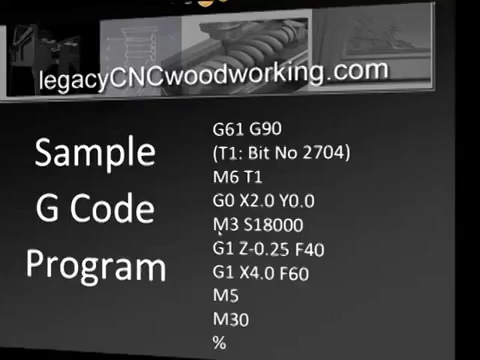 legacyCNCwoodworking.com
Sample
G Code
Program
G61 G90
(T1: Bit No 2704)
M6 T1
G0 X2.0 Y0.0
M3 S18000
G1 Z-0.25 F40
G1 X4.0 F60
M5
M30
%